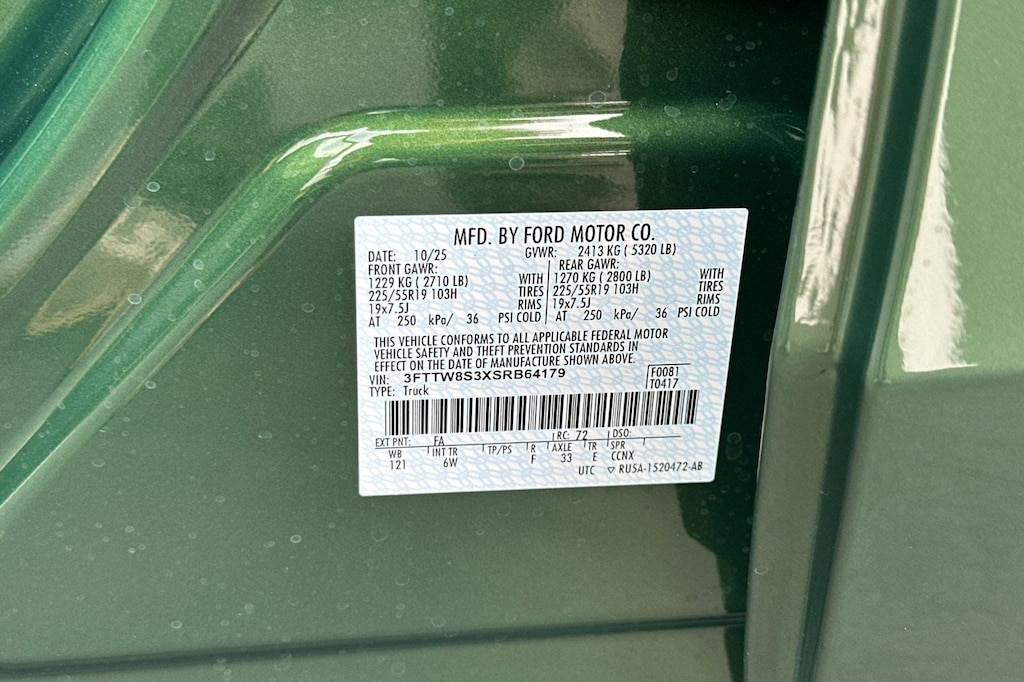 MFD. BY FORD MOTOR CO.
DATE: 10/25 GVWR: 2413 KG ( 5320 LB)
FRONT GAWR: REAR GAWR:
1229 KG ( 2710 LB) WITH 1270 KG ( 2800 LB) WITH
225/55R19 103H TIRES 225/55R19 103H TIRES
19x7.5J RIMS 19x7.5J RIMS
AT 250 kPa/ 36 PSI COLD AT 250 kPa/ 36 PSI COLD
THIS VEHICLE CONFORMS TO ALL APPLICABLE FEDERAL MOTOR
VEHICLE SAFETY AND THEFT PREVENTION STANDARDS IN
EFFECT ON THE DATE OF MANUFACTURE SHOWN ABOVE.
VIN: 3FTTW8S3XSRB64179 F0081
TYPE: Truck T0417
EXT PNT: FA RC: 72 DSO:
WB INT TR TP/PS R AXLE TR SPR
121 6W F 33 E CCNX
UTC ▽ RU5A-1520472-AB